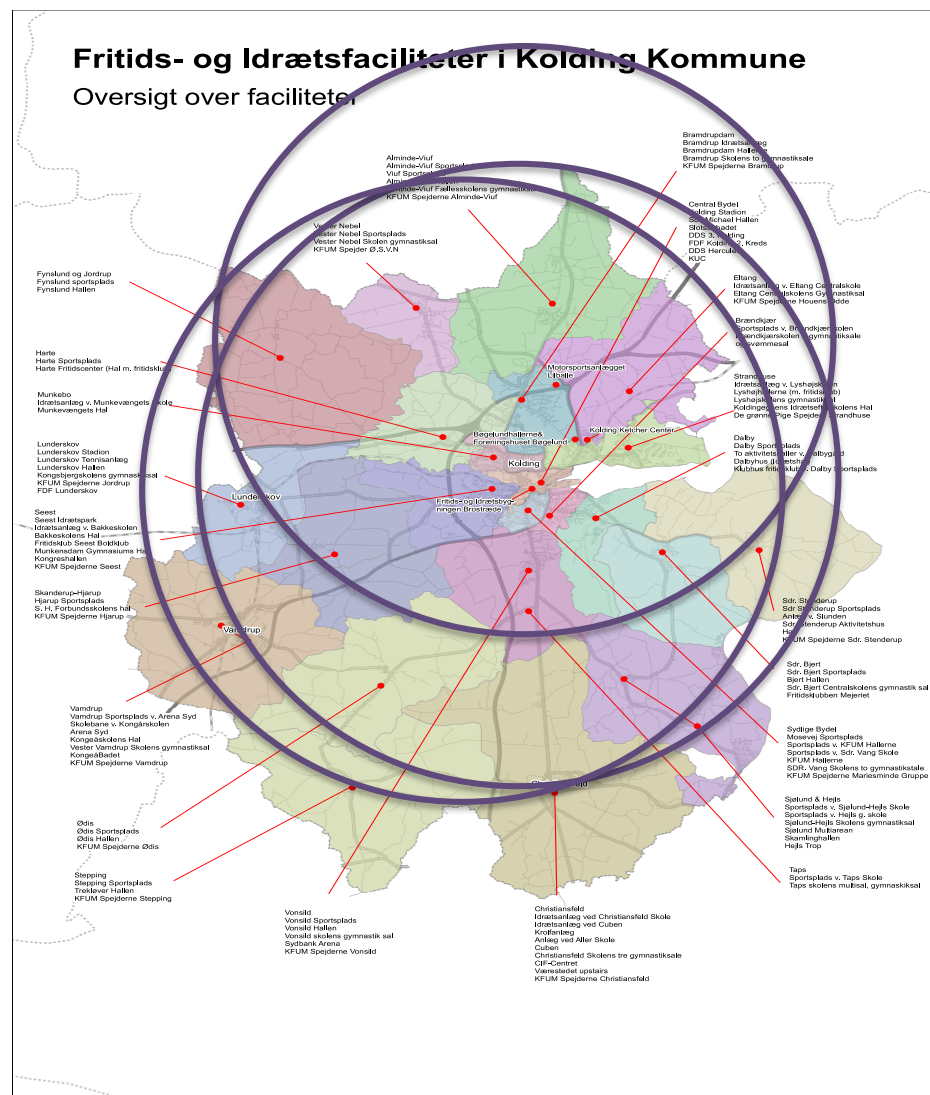 Fritids- og Idrætsfaciliteter i Kolding Kommune
Oversigt over faciliteter
Bramdrupdam
Bramdrup Idrætsanlæg
Bramdrupdam Hallerne
Bramdrup Skolens to gymnastiksale
KFUM Spejderne Bramdrup
Alminde-Viuf
Alminde-Viuf
Viuf
Alminde-Viuf Fællesskolens gymnastiksal
KFUM Spejderne Alminde-Viuf
Central Bydel
Kolding Stadion
Michael Hallen
DDS 3, Kolding
FDF Kolding 2. Kreds
DDS Hercules
KUC
Vester Nebel
Vester Nebel Sportsplads
Vester Nebel Skolen gymnastiksal
KFUM Spejder Ø.S.V.N
Fynslund og Jordrup
Fynslund sportsplads
Fynslund Hallen
Eltang
Idrætsanlæg v. Eltang Centralskole
Eltang Centralskolens Gymnastiksal
KFUM Spejderne Houens Odde
Brændkjær
Sportsplads v. Brændkjærskolen
Brændkjærskolen gymnastiksale
og svømmesal
Harte
Harte Sportsplads
Harte Fritidscenter (Hal m. fritidsklub)
Motorsportsanlægget
Lilballe
Strandhuse
Idrætsanlæg v. Lyshøjskolen
Lyshøjhallerne (m. fritidsklub)
Lyshøjskolens gymnastiksal
Koldingegnens Idrætsefterskolens Hal
De grønne Pige Spejdere Strandhuse
Munkebo
Idrætsanlæg v. Munkevængets Skole
Munkevængets Hal
Bøgelundhallerne&
Foreningshuset Bøgelund
Kolding Ketcher Center
Kolding
Dalby
Dalby Sportsplads
To aktivitetshaller v. Dalbygård
Dalbyhus
Klubhus fritidsklub v. Dalby Sportsplads
Lunderskov
Lunderskov Stadion
Lunderskov Tennisanlæg
Lunderskov Hallen
Kongsbjergskolens gymnastiksal
KFUM Spejderne Jordrup
FDF Lunderskov
Lunderskov
Fritids- og Idrætsbyg-
ningen Brostræde
Seest
Seest Idrætspark
Idrætsanlæg v. Bakkeskolen
Bakkeskolens Hal
Fritidsklub Seest Boldklub
Munkensdam Gymnasiums Hal
Kongreshallen
KFUM Spejderne Seest
Skanderup-Hjarup
Hjarup Sportsplads
S. H. Forbundsskolens hal
KFUM Spejderne Hjarup
Sdr. Stenderup
Sdr Stenderup Sportsplads
Anlæg v. Slunden
Sdr. Stenderup Aktivitetshus
KFUM Spejderne Sdr. Stenderup
Vamdrup
Sdr. Bjert
Sdr. Bjert Sportsplads
Bjert Hallen
Sdr. Bjert Centralskolens gymnastik sal
Fritidsklubben Mejeriet
Vamdrup
Vamdrup Sportsplads v. Arena Syd
Skolebane v. Kongårskolen
Arena Syd
Kongeåskolens Hal
Vester Vamdrup Skolens gymnastiksal
KongeåBadet
KFUM Spejderne Vamdrup
Sydlige Bydel
Mosevej Sportsplads
Sportsplads v. KFUM Hallerne
Sportsplads v. Sdr. Vang Skole
KFUM Hallerne
SDR. Vang Skolens to gymnastikstale
KFUM Spejderne Mariesminde Gruppe
Sjølund & Hejls
Sportsplads v. Sjølund-Hejls Skole
Sportsplads v. Hejls g. skole
Sjølund-Hejls Skolens gymnastiksal
Sjølund Multiarean
Skamlinghallen
Hejls Trop
Ødis
Ødis Sportsplads
Ødis Hallen
KFUM Spejderne Ødis
Stepping
Stepping Sportsplads
Trekløver Hallen
KFUM Spejderne Stepping
Taps
Sportsplads v. Taps Skole
Taps skolens multisal, gymnaskiksal
Vonsild
Vonsild Sportsplads
Vonsild Hallen
Vonsild skolens gymnastik sal
Sydbank Arena
KFUM Spejderne Vonsild
Christiansfeld
Idrætsanlæg ved Christiansfeld Skole
Idrætsanlæg ved Cuben
Krolfanlæg
Anlæg ved Aller Skole
Cuben
Christiansfeld Skolens tre gymnastiksale
CIF-Centret
Værestedet upstairs
KFUM Spejderne Christiansfeld